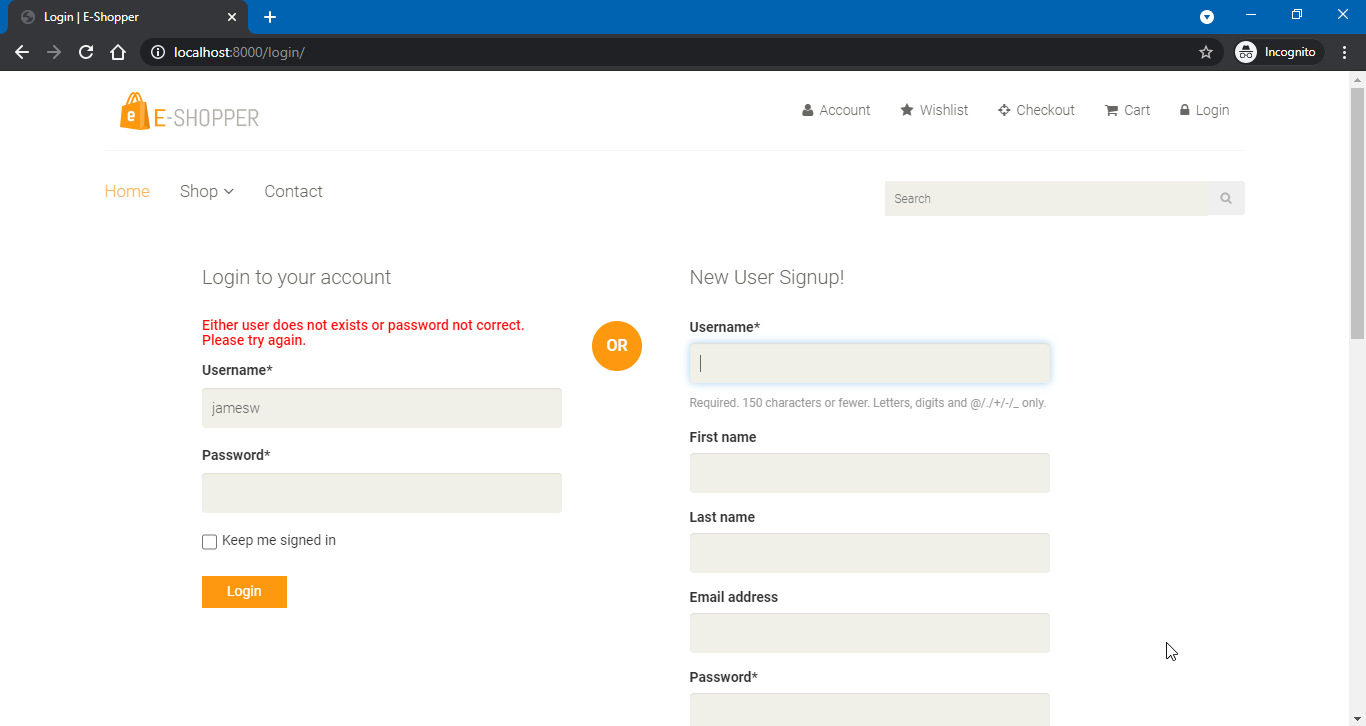 Login | E-Shopper
localhost:8000/login/
Incognito
e E-SHOPPER
Account Wishlist Checkout Cart Login
Home Shop Contact
Search
Login to your account
Either user does not exists or password not correct.
Please try again.
Username*
jamesw
Password*
Keep me signed in
Login
OR
New User Signup!
Username*
Required. 150 characters or fewer. Letters, digits and @/./+/-/_ only.
First name
Last name
Email address
Password*